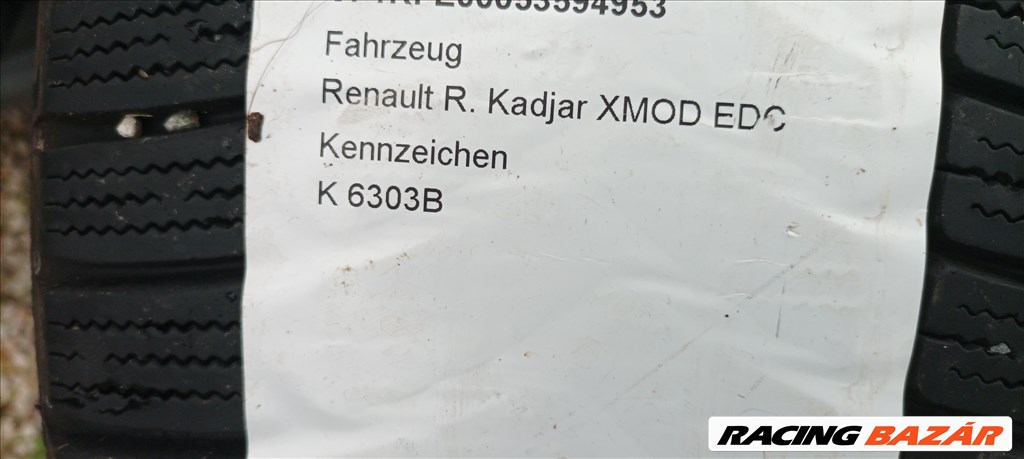 Fahrzeug
Renault R. Kadjar XMOD EDC
Kennzeichen
K 6303B
RACING BAZÁR